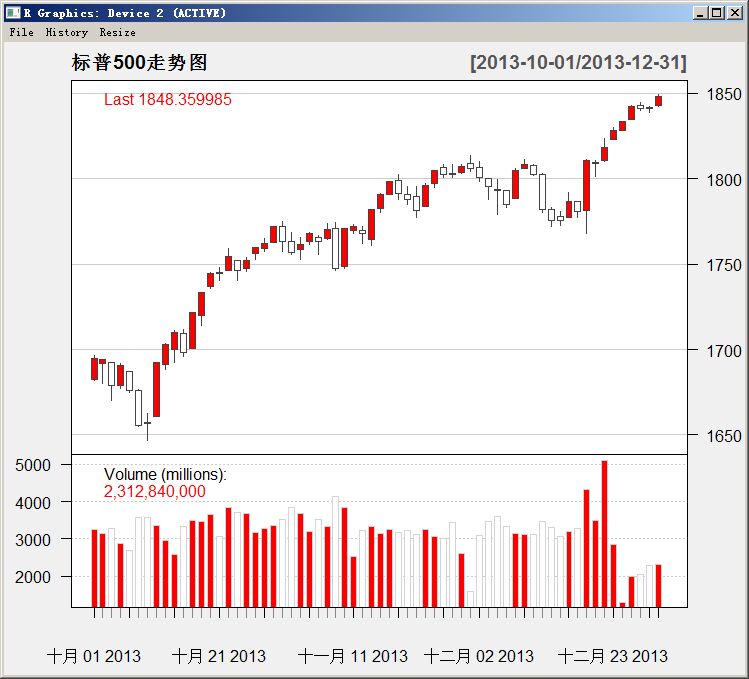 R Graphics: Device 2 (ACTIVE)
File History Resize
标普500走势图 [2013-10-01/2013-12-31]
Last 1848.359985
1850
1800
1750
1700
1650
Volume (millions):
2,312,840,000
5000
4000
3000
2000
十月 01 2013 十月 21 2013 十一月 11 2013 十二月 02 2013 十二月 23 2013